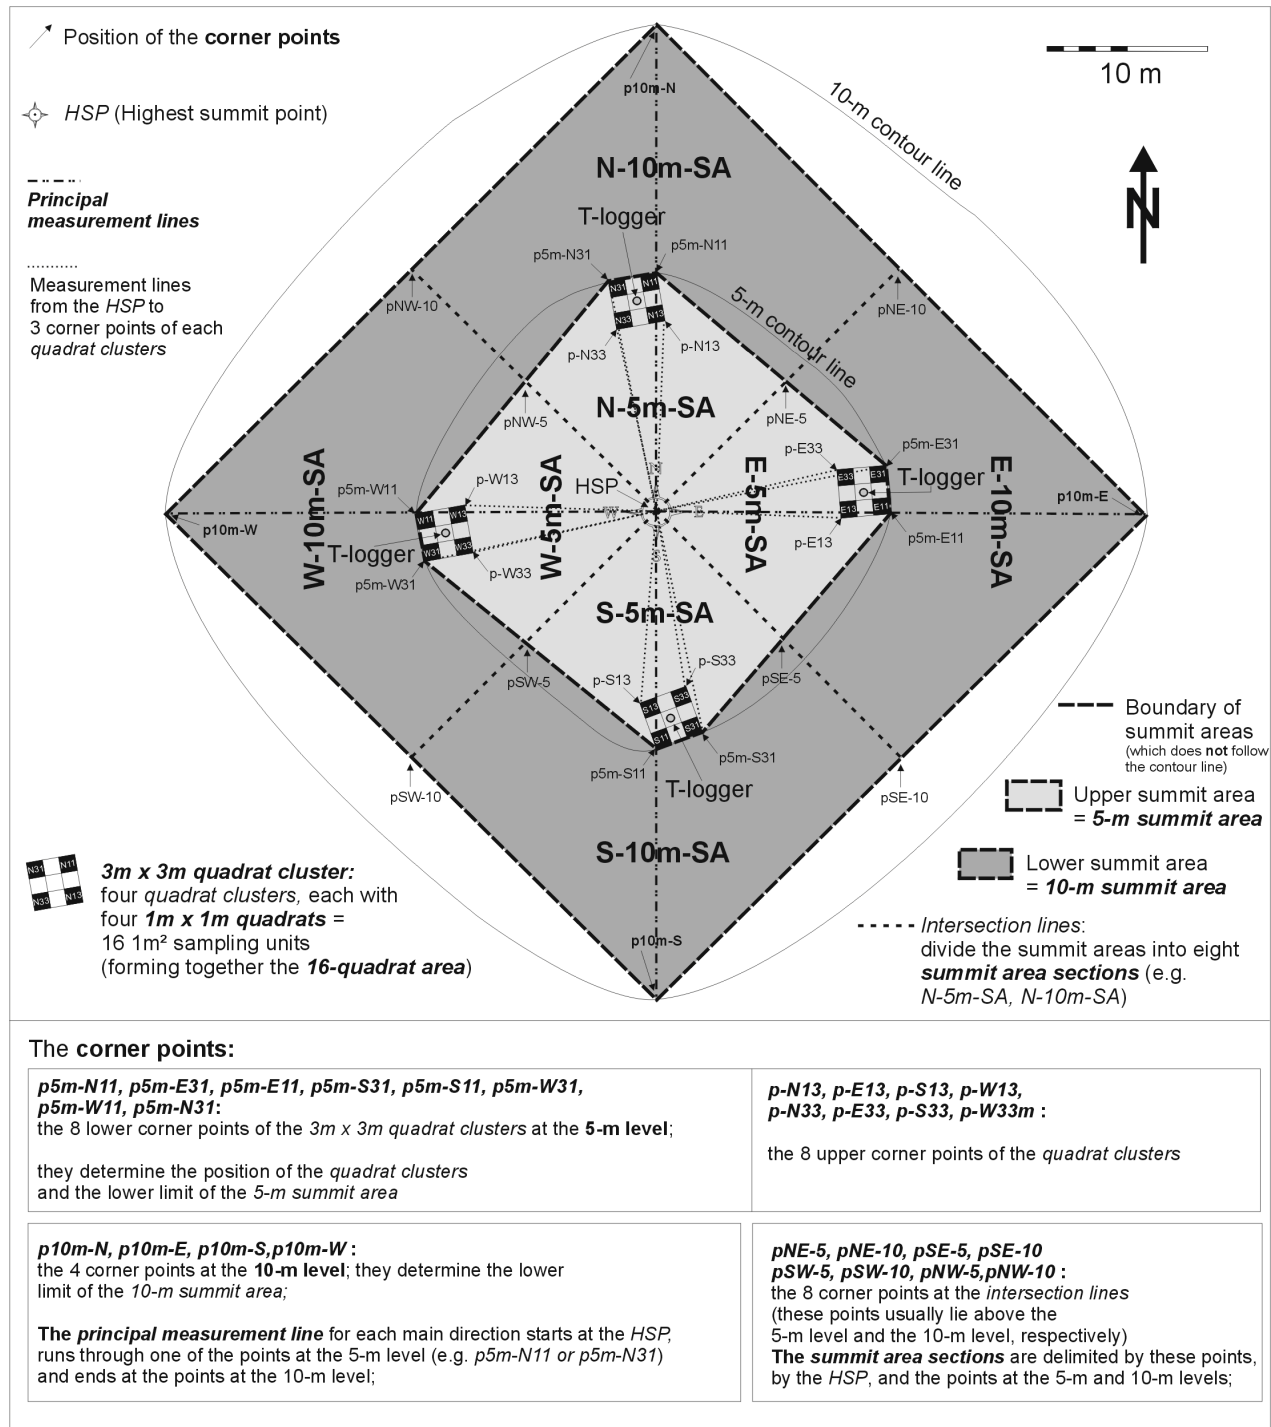 Position of the corner points
HSP (Highest summit point)
Principal
measurement lines
Measurement lines
from the HSP to
3 corner points of each
quadrat clusters
10 m
N
10-m contour line
5-m contour line
p10m-N
N-10m-SA
T-logger
p5m-N31
p5m-N11
N31
N11
N33
N13
p-N33
p-N13
pNW-10
pNE-10
N-5m-SA
pNW-5
pNE-5
p-E33
p5m-E31
E33
E31
T-logger
E13
E11
p-E13
p5m-E11
E-5m-SA
E-10m-SA
p10m-E
HSP
N
W
E
S
W-10m-SA
W-5m-SA
p-W13
p5m-W11
W11
W13
p10m-W
T-logger
W31
W33
p-W33
p5m-W31
S-5m-SA
p-S33
p-S13
pSW-5
pSE-5
S13
S33
S11
S31
p5m-S11
p5m-S31
T-logger
pSW-10
pSE-10
S-10m-SA
p10m-S
Boundary of
summit areas
(which does not follow
the contour line)
Upper summit area
= 5-m summit area
Lower summit area
= 10-m summit area
Intersection lines:
divide the summit areas into eight
summit area sections (e.g.
N-5m-SA, N-10m-SA)
N31
N11
N33
N13
3m x 3m quadrat cluster:
four quadrat clusters, each with
four 1m x 1m quadrats =
16 1m² sampling units
(forming together the 16-quadrat area)
The corner points:
p5m-N11, p5m-E31, p5m-E11, p5m-S31, p5m-S11, p5m-W31,
p5m-W11, p5m-N31:
the 8 lower corner points of the 3m x 3m quadrat clusters at the 5-m level;
they determine the position of the quadrat clusters
and the lower limit of the 5-m summit area
p-N13, p-E13, p-S13, p-W13,
p-N33, p-E33, p-S33, p-W33m :
the 8 upper corner points of the quadrat clusters
p10m-N, p10m-E, p10m-S,p10m-W :
the 4 corner points at the 10-m level; they determine the lower
limit of the 10-m summit area;
The principal measurement line for each main direction starts at the HSP,
runs through one of the points at the 5-m level (e.g. p5m-N11 or p5m-N31)
and ends at the points at the 10-m level;
pNE-5, pNE-10, pSE-5, pSE-10
pSW-5, pSW-10, pNW-5,pNW-10 :
the 8 corner points at the intersection lines
(these points usually lie above the
5-m level and the 10-m level, respectively)
The summit area sections are delimited by these points,
by the HSP, and the points at the 5-m and 10-m levels;